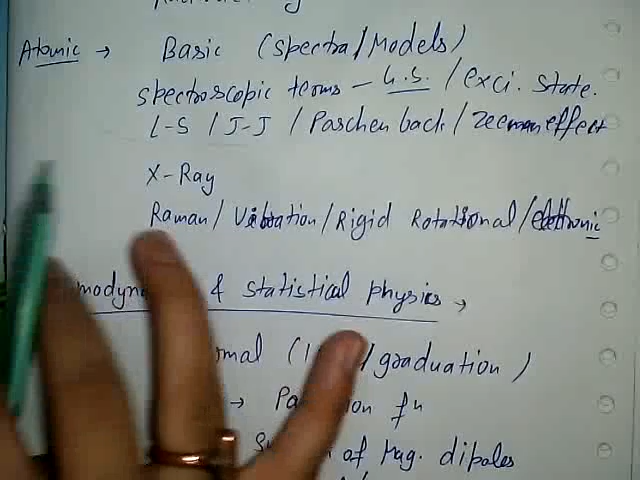 Atomic → Basic (Spectra/Models)
Spectroscopic terms - G.S. / exci. State.
L-S / J-J / Paschen back / Zeeman effect
X-Ray
Raman / Vibration / Rigid Rotational / electronic
& statistical physics →
(graduation)
→ fⁿ
of Mag. dipoles